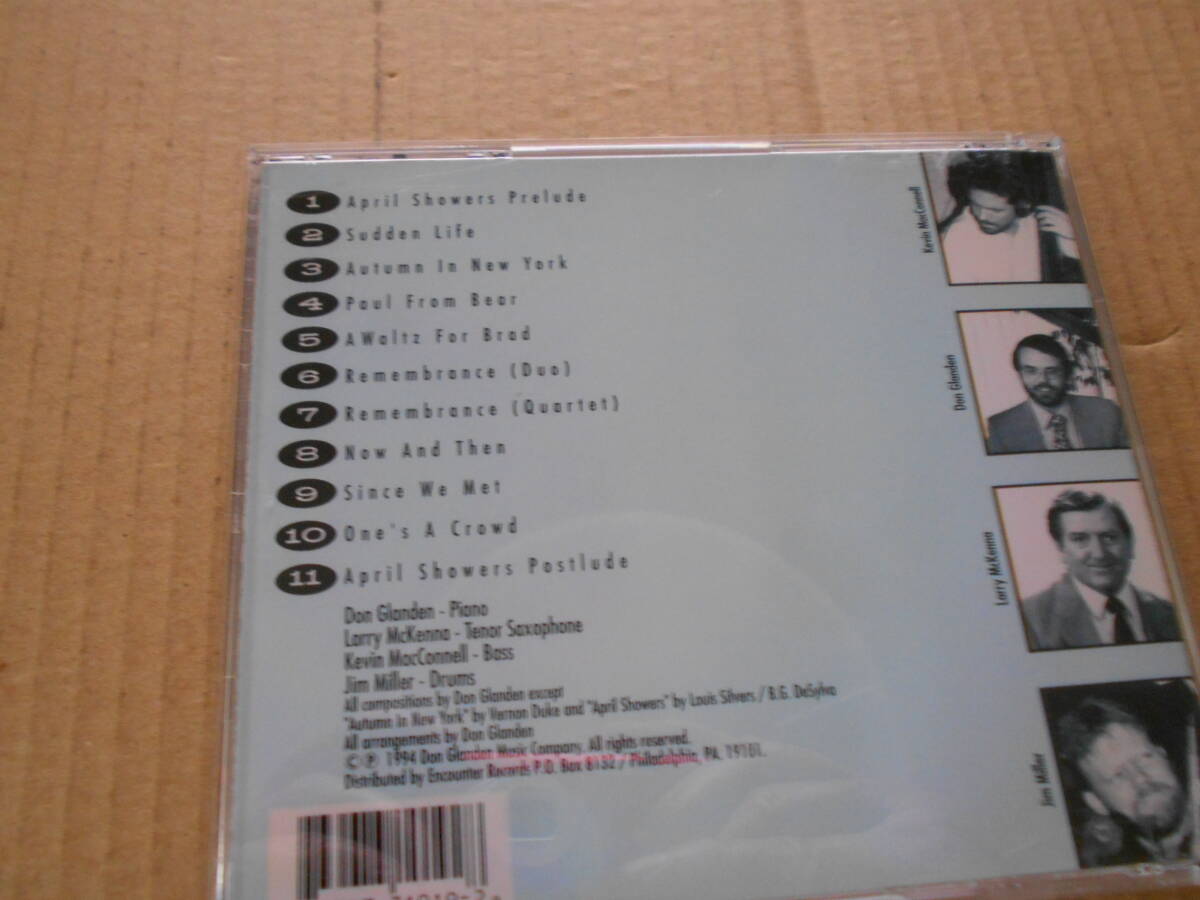 1 April Showers Prelude
2 Sudden Life
3 Autumn In New York
4 Paul From Bear
5 A Waltz For Brad
6 Remembrance (Duo)
7 Remembrance (Quartet)
8 Now And Then
9 Since We Met
10 One's A Crowd
11 April Showers Postlude
Don Glanden - Piano
Larry McKenna - Tenor Saxophone
Kevin MacConnell - Bass
Jim Miller - Drums
All compositions by Don Glanden except
"Autumn In New York" by Vernon Duke and "April Showers" by Louis Silvers / B.G. DeSylva
All arrangements by Don Glanden
© ℗ 1994 Don Glanden Music Company. All rights reserved.
Distributed by Encounter Records P.O. Box 8132 / Philadelphia, PA. 19101.
Kevin MacConnell
Don Glanden
Larry McKenna
Jim Miller